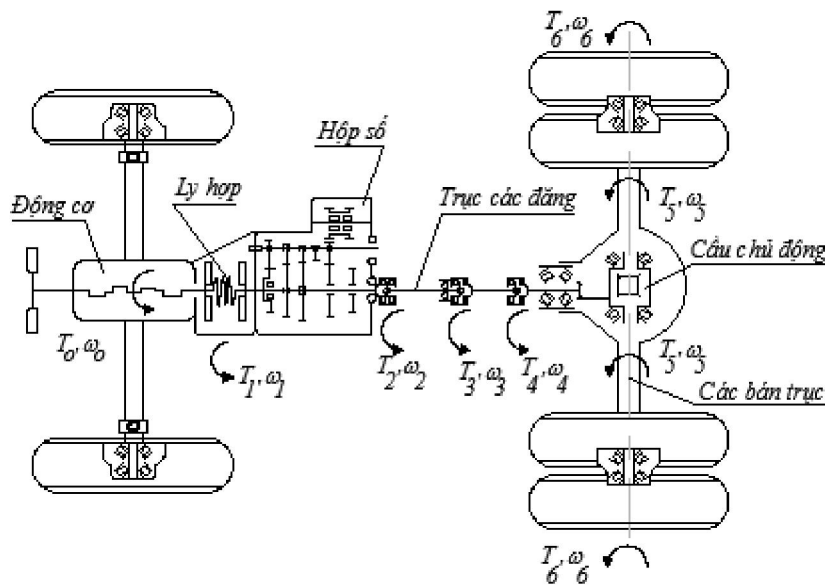 T₆, ω₆
Hộp số
Ly hợp
Trục các đăng
T₅, ω₅
Động cơ
Cầu chủ động
T₀, ω₀
T₁, ω₁
T₂, ω₂
T₃, ω₃
T₄, ω₄
T₅, ω₅
Các bán trục
T₆, ω₆